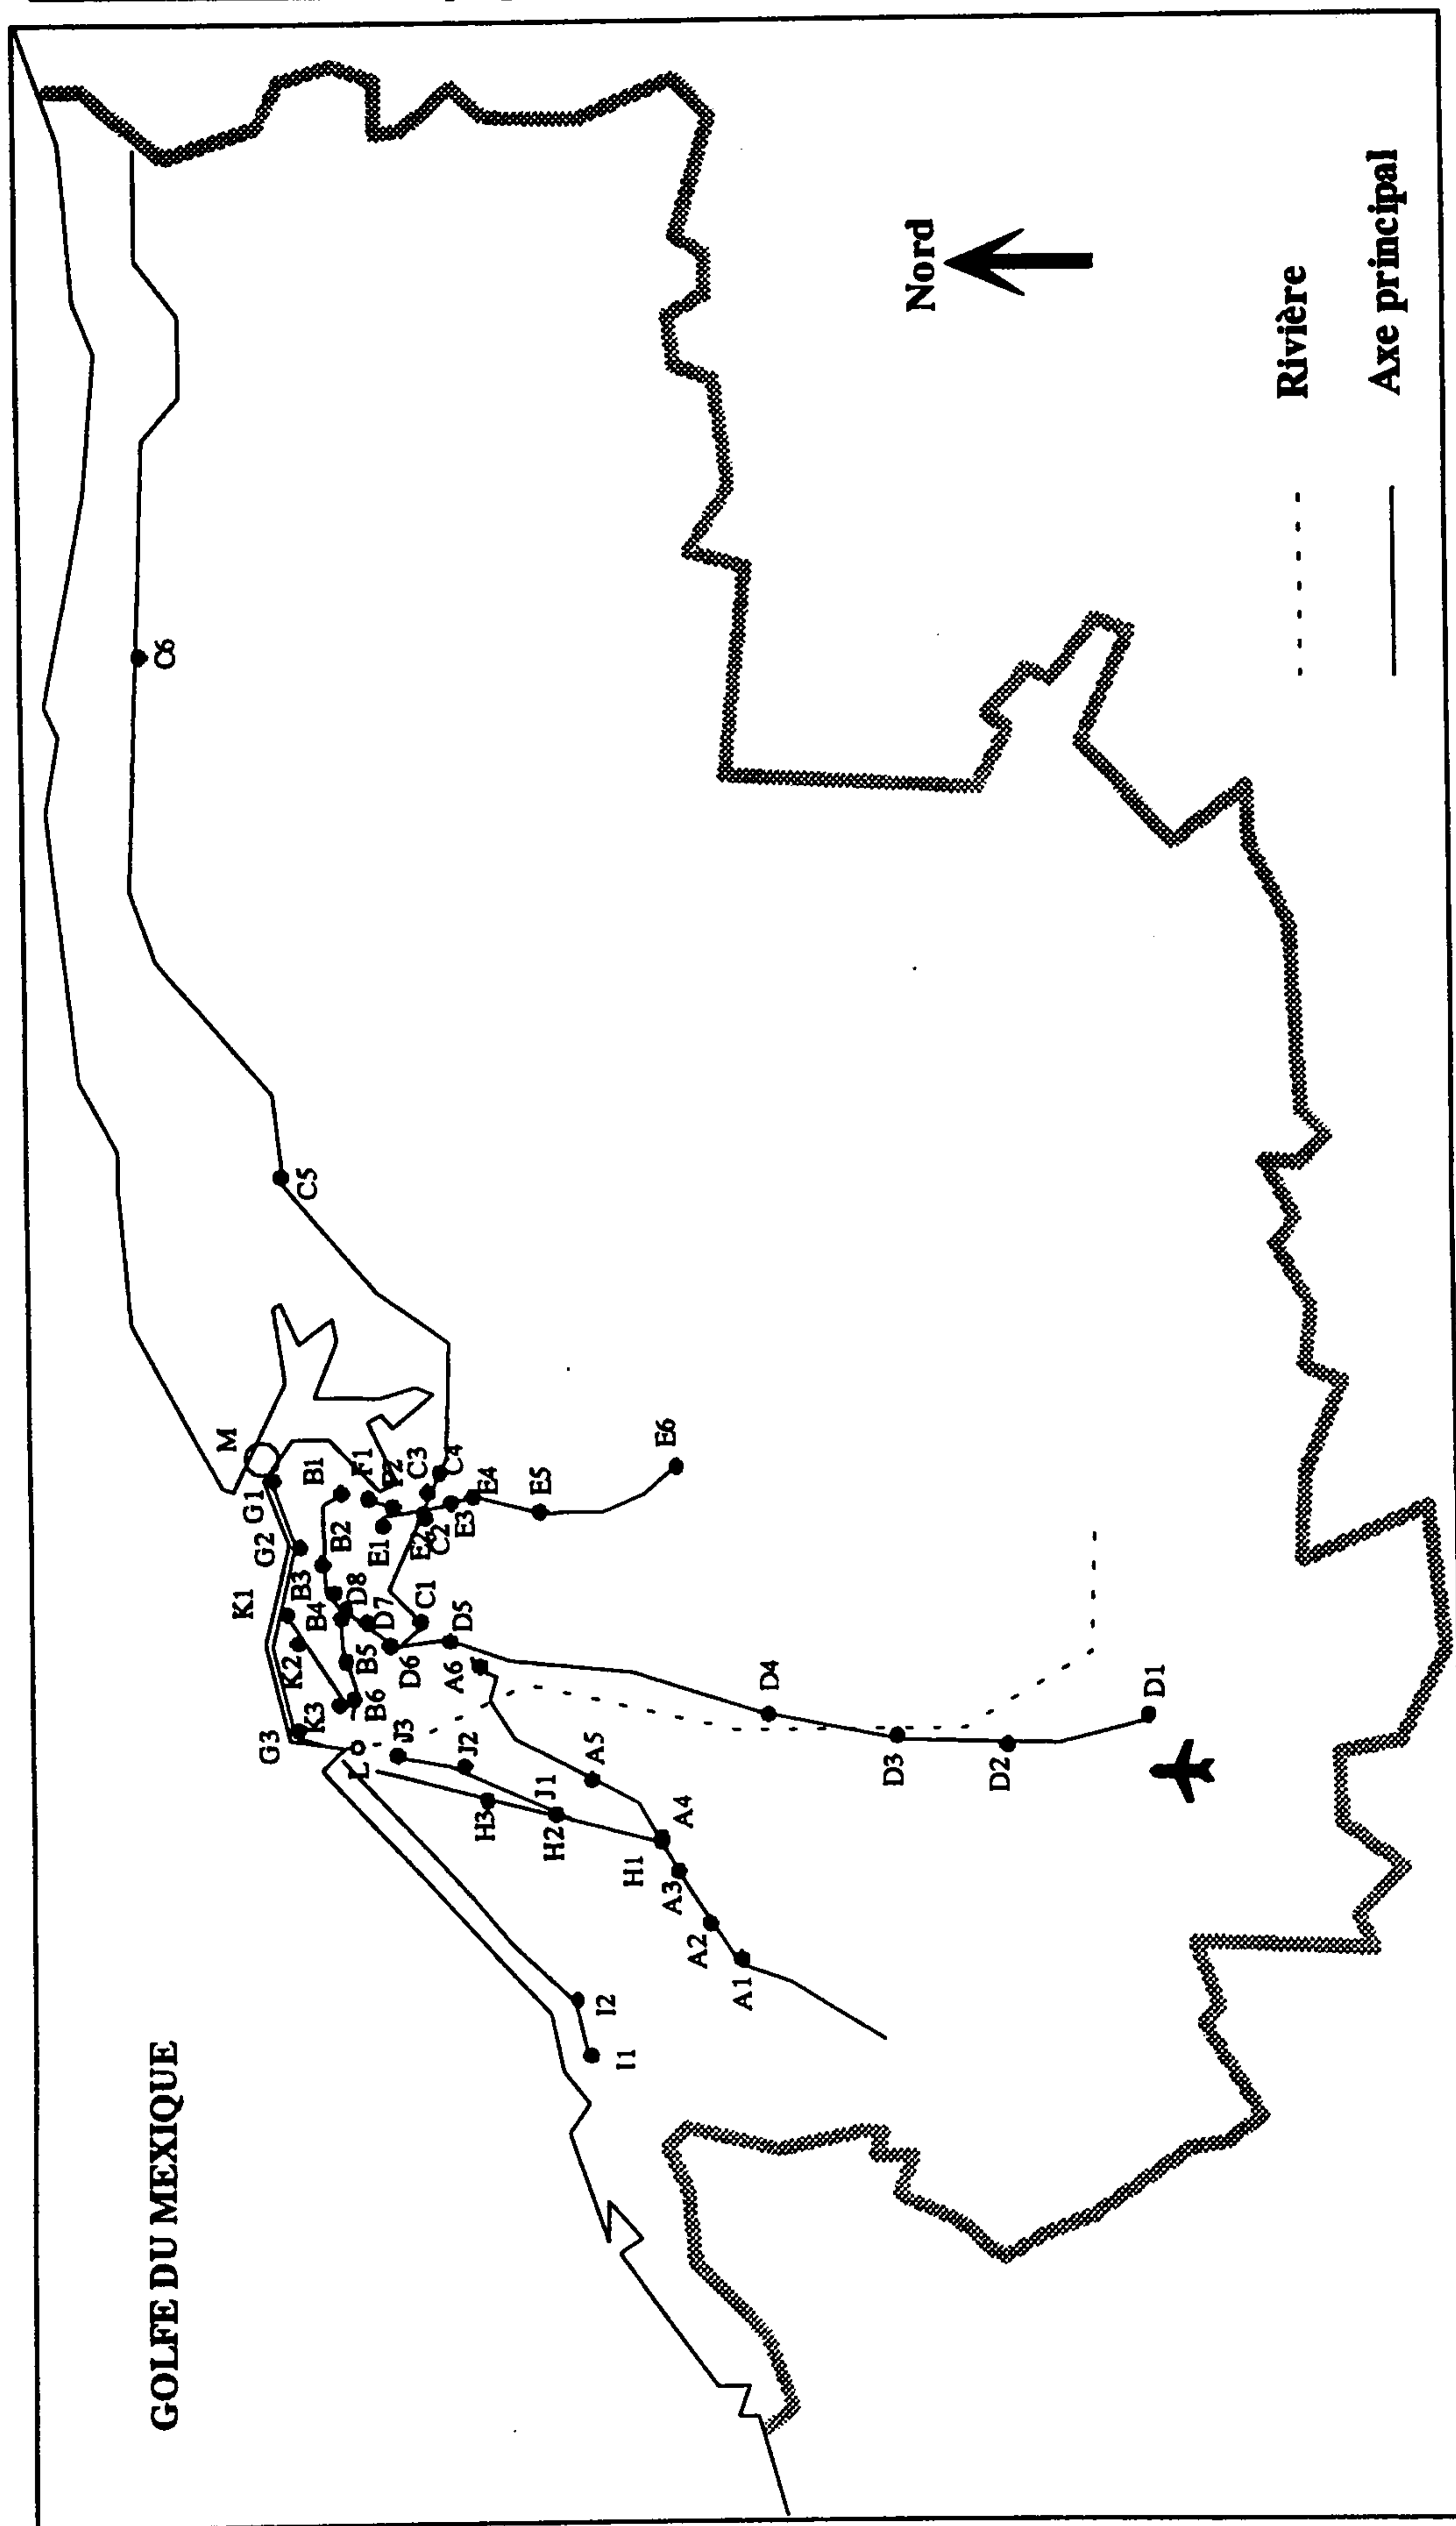 GOLFE DU MEXIQUE
M
G1
G2
G3
K1
K2
K3
B1
B2
B3
B4
B5
B6
D8
D7
D6
D5
D4
D3
D2
D1
F1
F2
E1
E2
E3
E4
E5
E6
C1
C2
C3
C4
C5
C6
L
J3
J2
J1
H3
H2
H1
A6
A5
A4
A3
A2
A1
I2
I1
Nord
Rivière
Axe principal